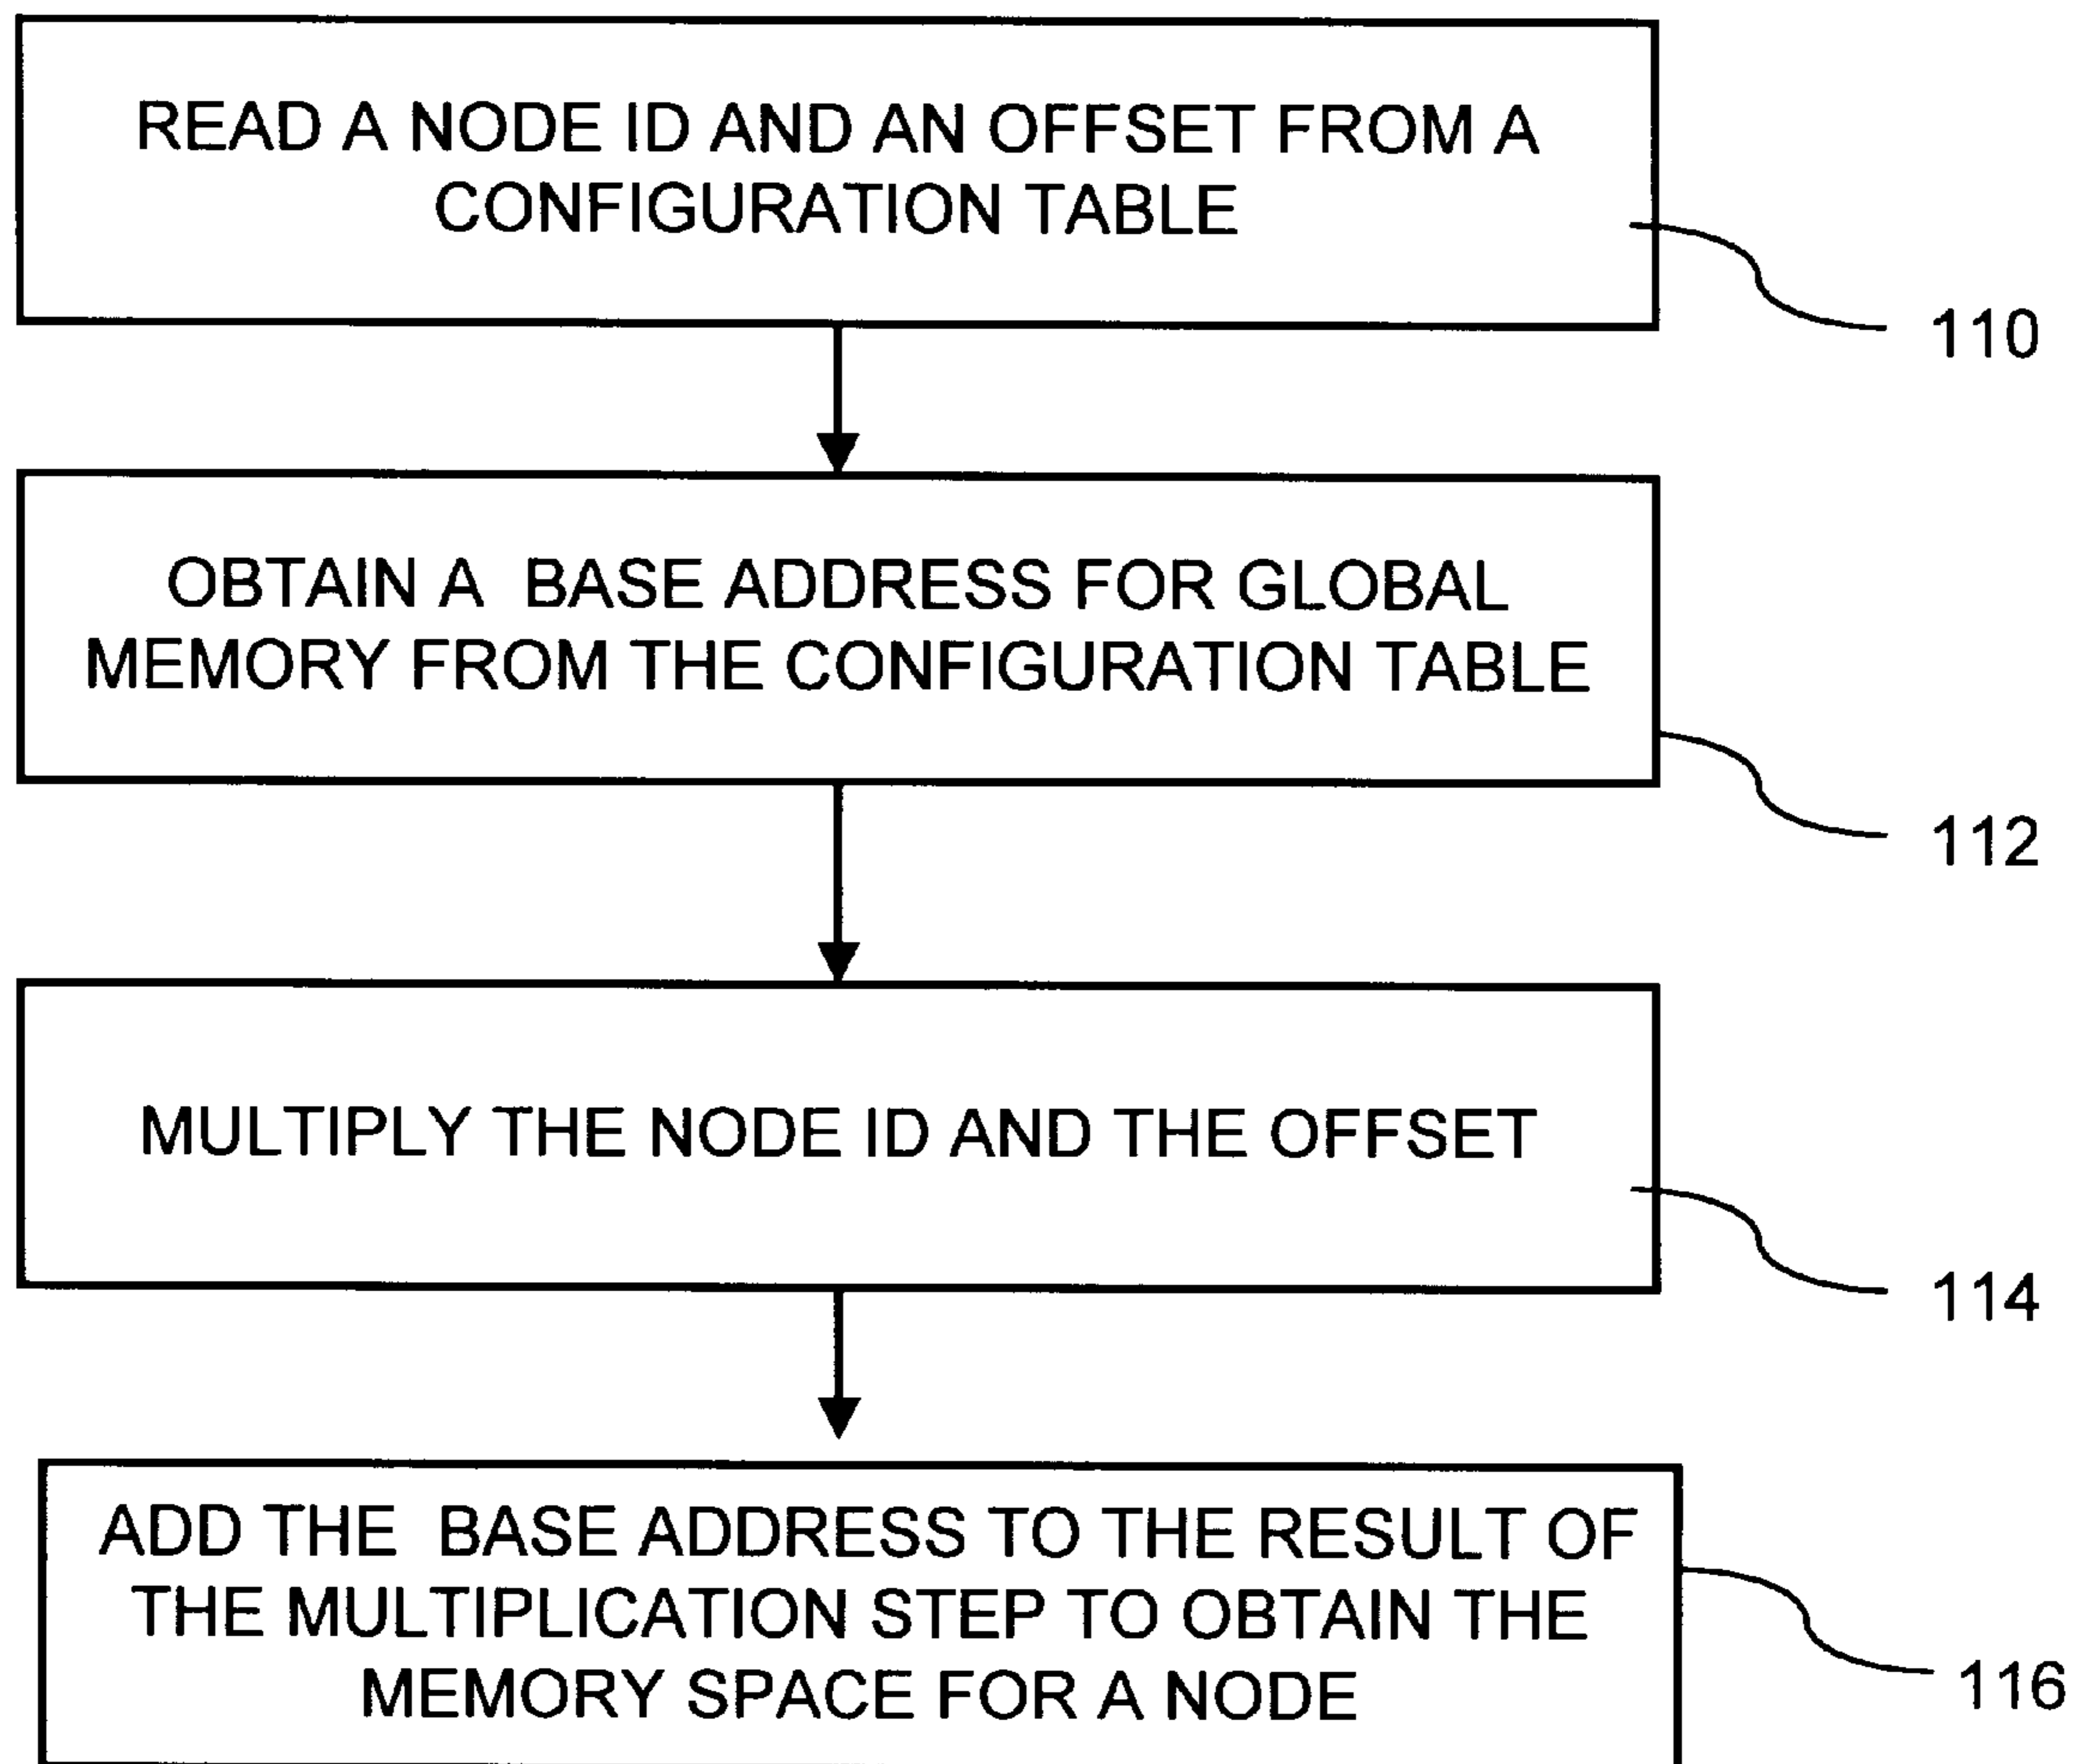 READ A NODE ID AND AN OFFSET FROM A
CONFIGURATION TABLE
110
OBTAIN A BASE ADDRESS FOR GLOBAL
MEMORY FROM THE CONFIGURATION TABLE
112
MULTIPLY THE NODE ID AND THE OFFSET
114
ADD THE BASE ADDRESS TO THE RESULT OF
THE MULTIPLICATION STEP TO OBTAIN THE
MEMORY SPACE FOR A NODE
116